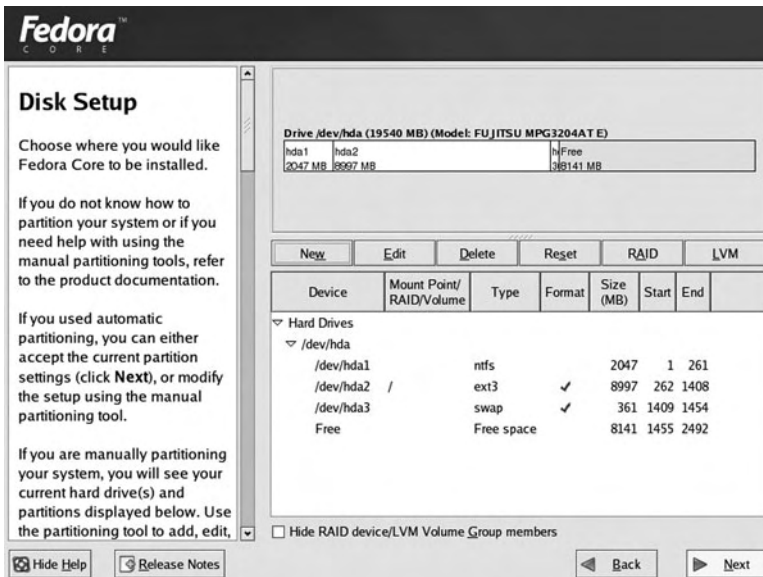 Fedora™
CORE
Disk Setup
Choose where you would like
Fedora Core to be installed.
If you do not know how to
partition your system or if you
need help with using the
manual partitioning tools, refer
to the product documentation.
If you used automatic
partitioning, you can either
accept the current partition
settings (click Next), or modify
the setup using the manual
partitioning tool.
If you are manually partitioning
your system, you will see your
current hard drive(s) and
partitions displayed below. Use
the partitioning tool to add, edit,
Drive /dev/hda (19540 MB) (Model: FUJITSU MPG3204AT E)
hda1 hda2 Free
2047 MB 8997 MB 8141 MB
New Edit Delete Reset RAID LVM
Device Mount Point/ RAID/Volume Type Format Size (MB) Start End
Hard Drives
/dev/hda
/dev/hda1 ntfs 2047 1 261
/dev/hda2 / ext3 ✓ 8997 262 1408
/dev/hda3 swap ✓ 361 1409 1454
Free Free space 8141 1455 2492
Hide RAID device/LVM Volume Group members
Hide Help Release Notes Back Next